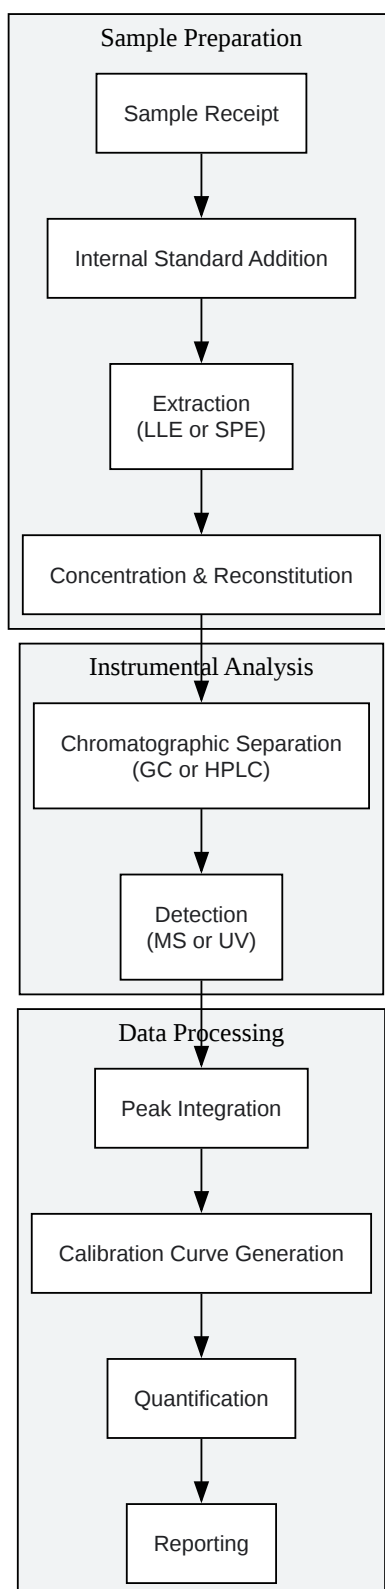 Sample Preparation
Sample Receipt
Internal Standard Addition
Extraction
(LLE or SPE)
Concentration & Reconstitution
Instrumental Analysis
Chromatographic Separation
(GC or HPLC)
Detection
(MS or UV)
Data Processing
Peak Integration
Calibration Curve Generation
Quantification
Reporting